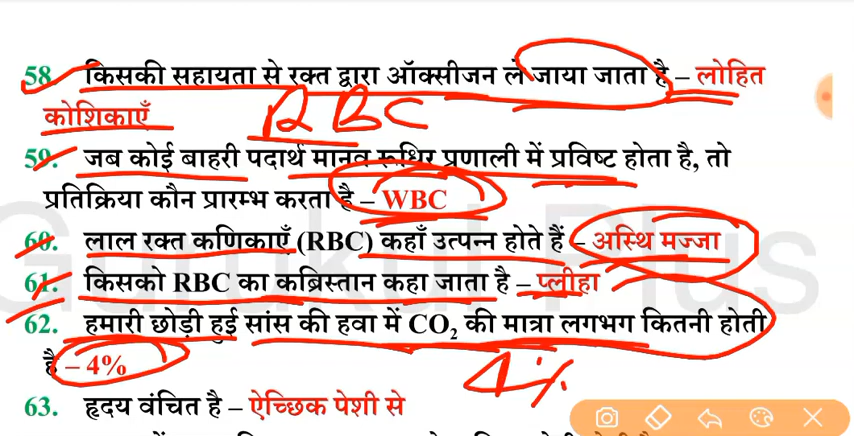 58. किसकी सहायता से रक्त द्वारा ऑक्सीजन ले जाया जाता है – लोहित
कोशिकाएँ
RBC
59. जब कोई बाहरी पदार्थ मानव रूधिर प्रणाली में प्रविष्ट होता है, तो
प्रतिक्रिया कौन प्रारम्भ करता है – WBC
60. लाल रक्त कणिकाएँ (RBC) कहाँ उत्पन्न होते हैं – अस्थि मज्जा
61. किसको RBC का कब्रिस्तान कहा जाता है – प्लीहा
Gurukul Plus
62. हमारी छोड़ी हुई सांस की हवा में CO₂ की मात्रा लगभग कितनी होती
है – 4%
4%
63. हृदय वंचित है – ऐच्छिक पेशी से